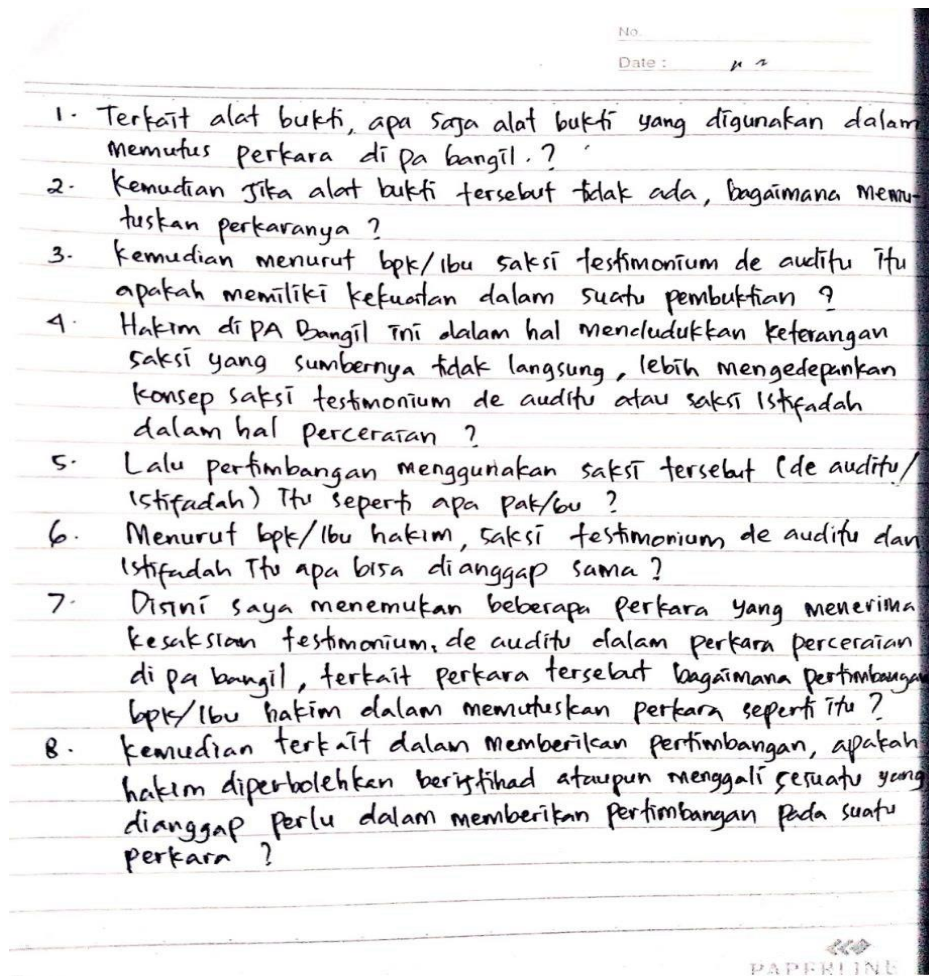 No.
Date :
1. Terkait alat bukti, apa saja alat bukti yang digunakan dalam
memutus perkara di pa bangil.?
2. Kemudian Jika alat bukti tersebut tidak ada, bagaimana memu-
tuskan perkaranya ?
3. Kemudian menurut bpk/ibu saksi testimonium de auditu itu
apakah memiliki kekuatan dalam suatu pembuktian ?
4. Hakim di PA Bangil ini dalam hal mendudukkan keterangan
saksi yang sumbernya tidak langsung, lebih mengedepankan
konsep saksi testimonium de auditu atau saksi Istifadah
dalam hal perceraian ?
5. Lalu pertimbangan menggunakan saksi tersebut (de auditu/
istifadah) Itu seperti apa pak/bu ?
6. Menurut bpk/ibu hakim, saksi testimonium de auditu dan
istifadah Itu apa bisa dianggap sama ?
7. Disini saya menemukan beberapa perkara yang menerima
kesaksian testimonium, de auditu dalam perkara perceraian
di pa bangil, terkait perkara tersebut bagaimana pertimbangan
bpk/ibu hakim dalam memutuskan perkara seperti itu ?
8. Kemudian terkait dalam memberikan pertimbangan, apakah
hakim diperbolehkan berijtihad ataupun menggali sesuatu yang
dianggap perlu dalam memberikan pertimbangan pada suatu
perkara ?
PAPERLINE